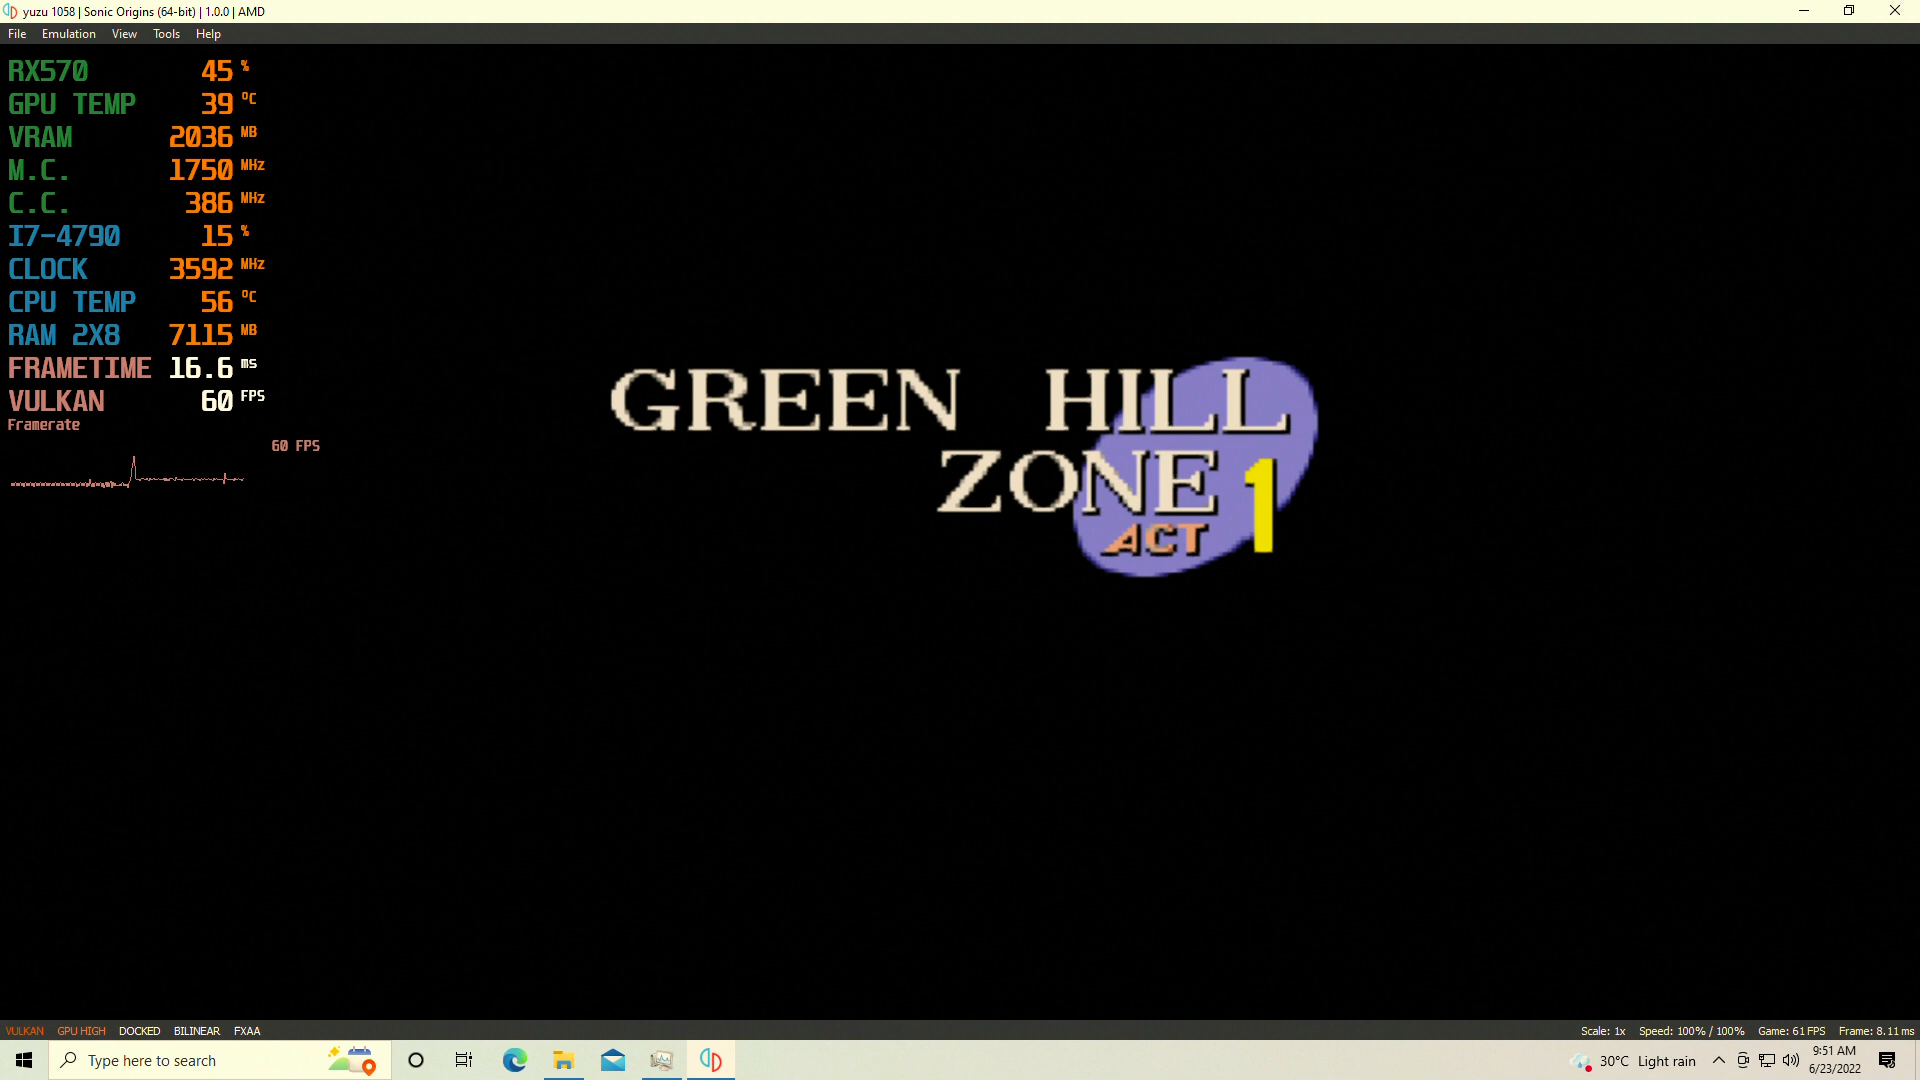 yuzu 1058 | Sonic Origins (64-bit) | 1.0.0 | AMD
File Emulation View Tools Help
RX570 45 %
GPU TEMP 39 °C
VRAM 2036 MB
M.C. 1750 MHz
C.C. 386 MHz
I7-4790 15 %
CLOCK 3592 MHz
CPU TEMP 56 °C
RAM 2X8 7115 MB
FRAMETIME 16.6 ms
VULKAN 60 FPS
Framerate
60 FPS
GREEN HILL
ZONE 1
ACT
VULKAN GPU HIGH DOCKED BILINEAR FXAA
Scale: 1x Speed: 100% / 100% Game: 61 FPS Frame: 8.11 ms
Type here to search
30°C Light rain
9:51 AM
6/23/2022